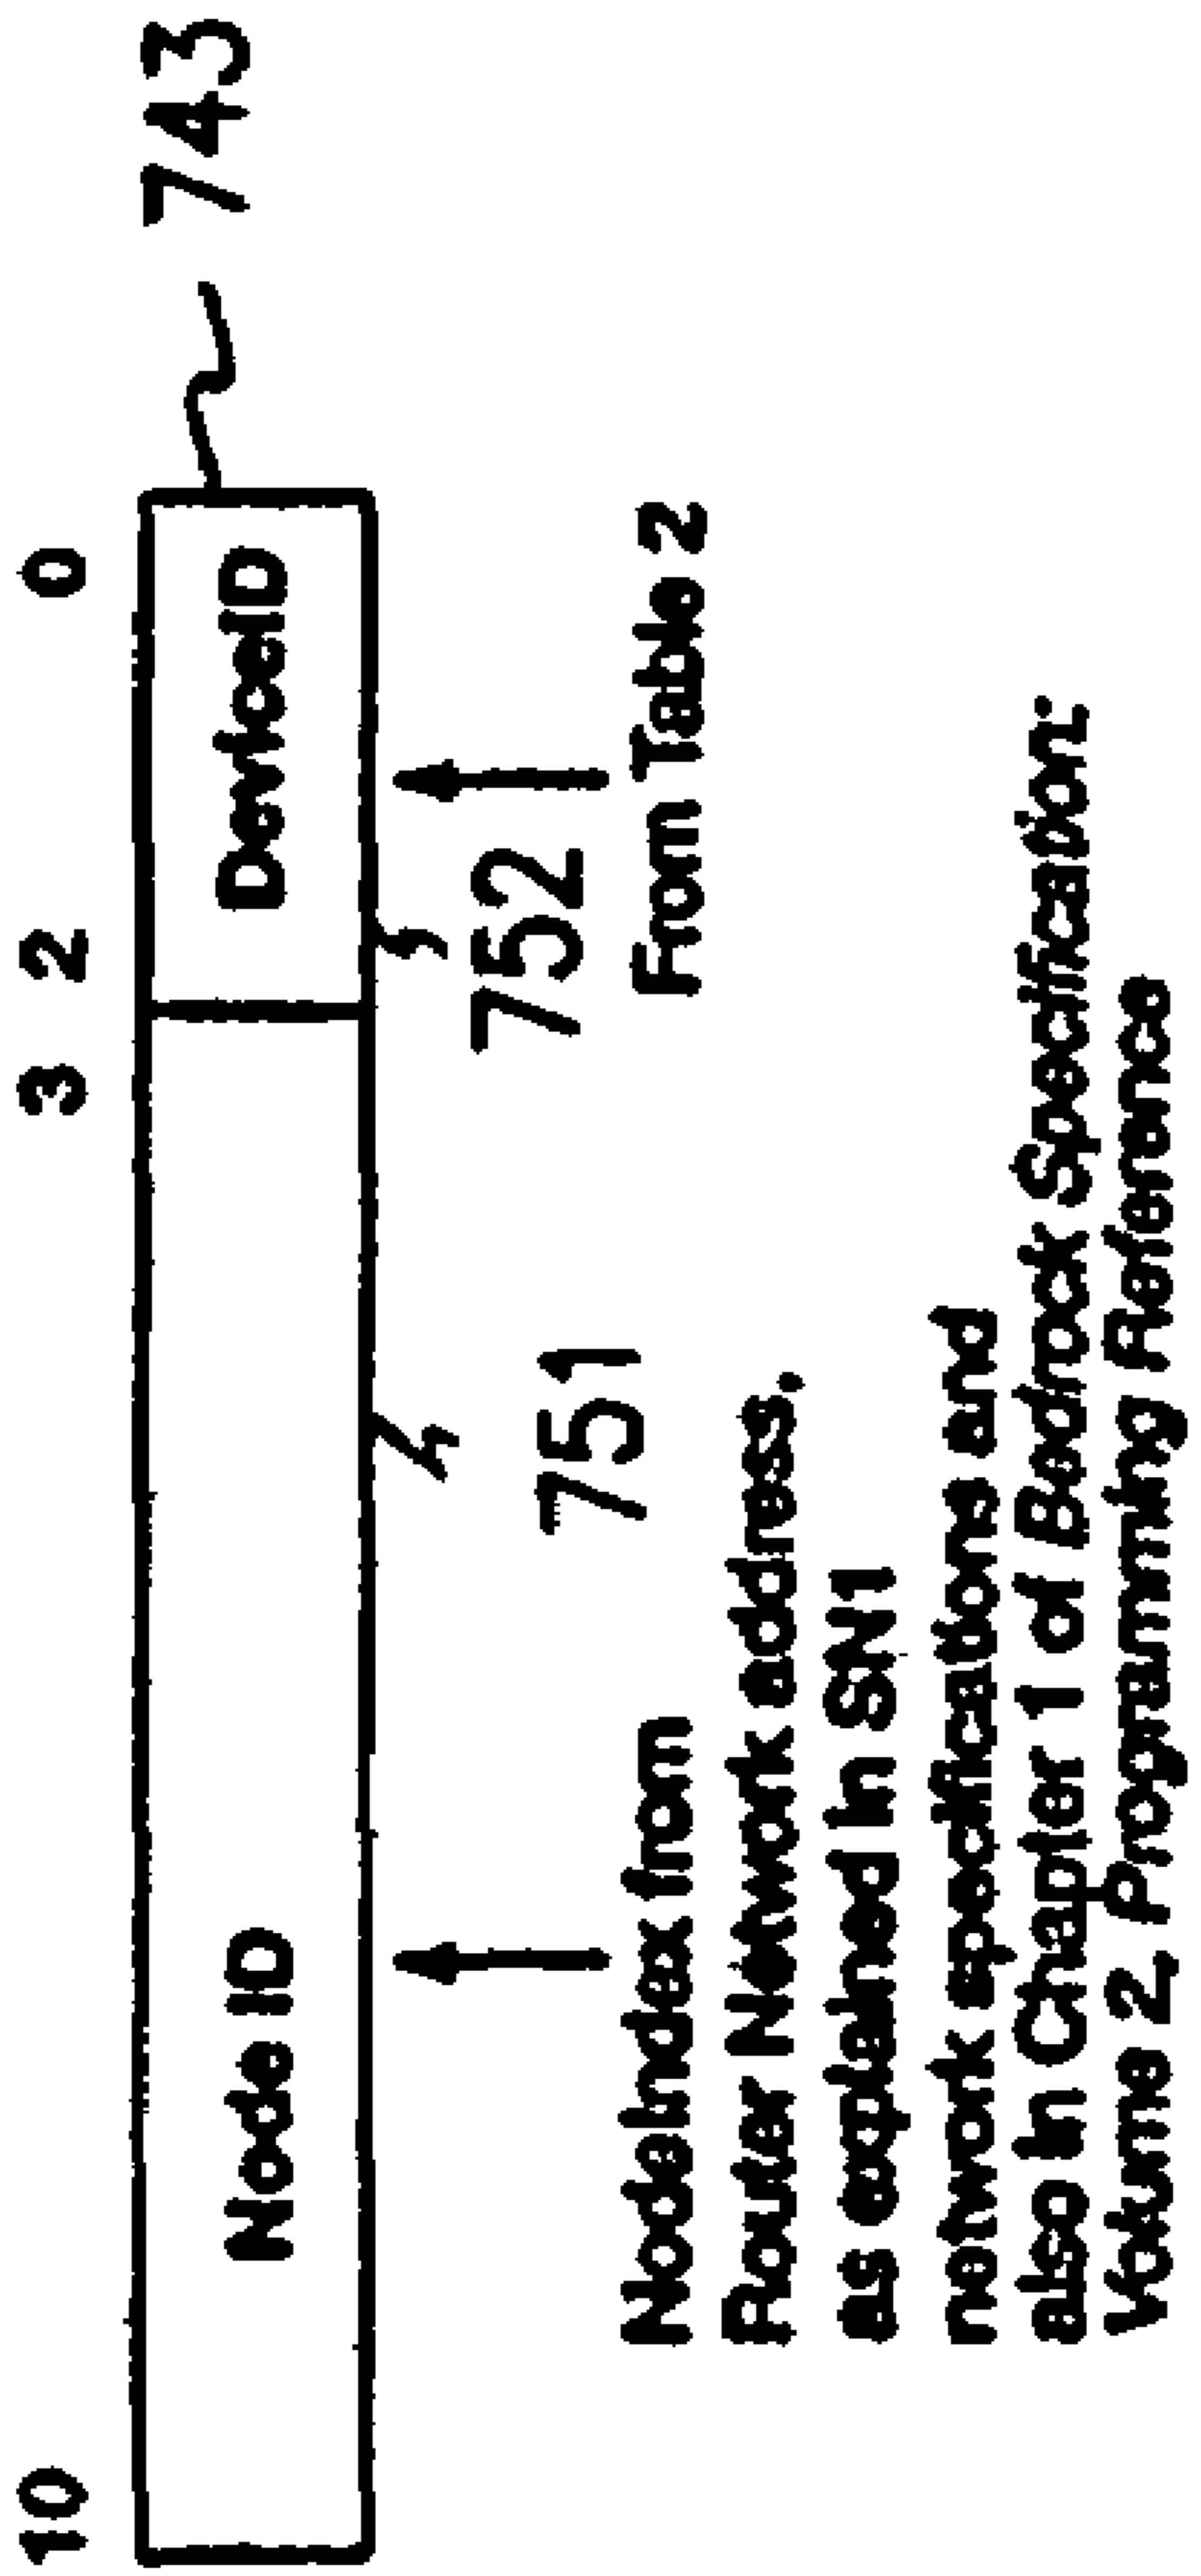 10 3 2 0
Node ID DeviceID
743
752
751
From Table 2
NodeIndex from
Router Network address.
as explained in SN1
network specifications and
also in Chapter 1 of Bedrock Specification:
Volume 2, Programming Reference